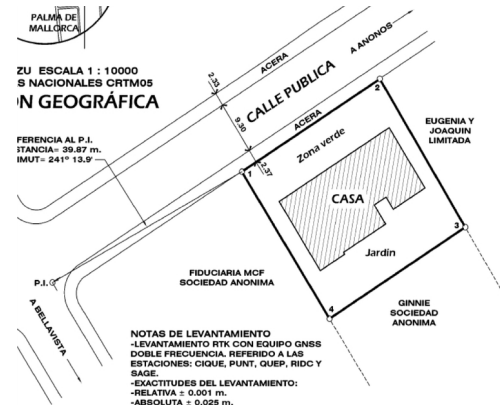 PALMA DE
MALLORCA
ZU ESCALA 1 : 10000
S NACIONALES CRTM05
ÓN GEOGRÁFICA
FERENCIA AL P.I.
STANCIA= 39.87 m.
IMUT= 241º 13.9'
2.33
9.30
2.37
ACERA
CALLE PUBLICA
A ANONOS
ACERA
Zona verde
1
2
3
4
EUGENIA Y
JOAQUIN
LIMITADA
CASA
Jardin
P.I.
A BELLAVISTA
FIDUCIARIA MCF
SOCIEDAD ANONIMA
GINNIE
SOCIEDAD
ANONIMA
NOTAS DE LEVANTAMIENTO
-LEVANTAMIENTO RTK CON EQUIPO GNSS
DOBLE FRECUENCIA. REFERIDO A LAS
ESTACIONES: CIQUE, PUNT, QUEP, RIDC Y
SAGE.
-EXACTITUDES DEL LEVANTAMIENTO:
-RELATIVA ± 0.001 m.
-ABSOLUTA ± 0.025 m.